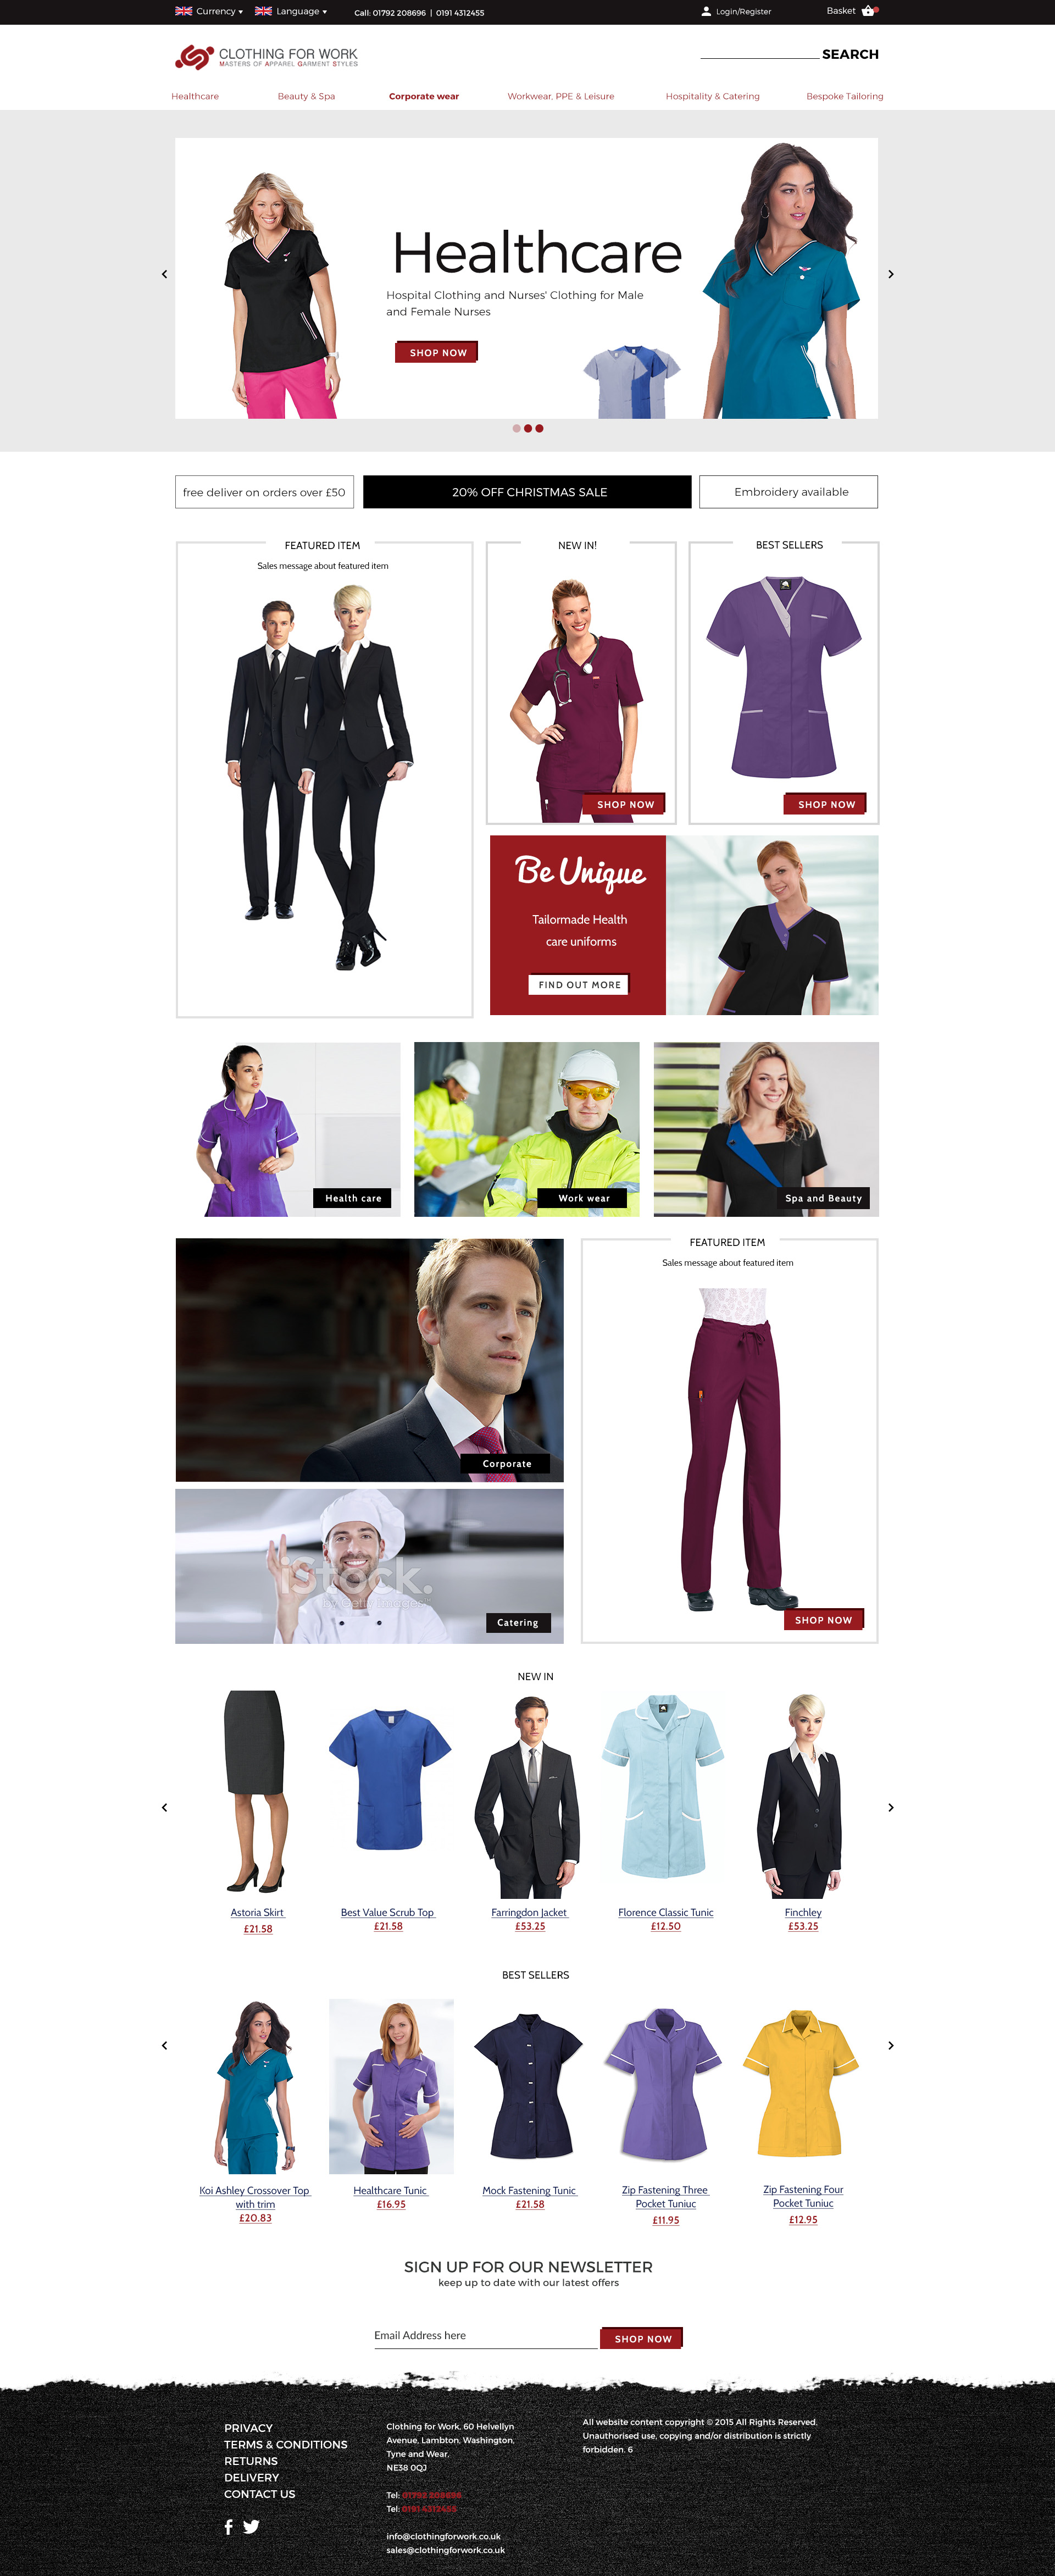 Currency
Language
Call: 01792 208696 | 0191 4312455
Login/Register
Basket
CLOTHING FOR WORK
MASTERS OF APPAREL GARMENT STYLES
SEARCH
Healthcare
Beauty & Spa
Corporate wear
Workwear, PPE & Leisure
Hospitality & Catering
Bespoke Tailoring
Healthcare
Hospital Clothing and Nurses' Clothing for Male
and Female Nurses
SHOP NOW
free deliver on orders over £50
20% OFF CHRISTMAS SALE
Embroidery available
FEATURED ITEM
Sales message about featured item
NEW IN!
SHOP NOW
BEST SELLERS
SHOP NOW
Be Unique
Tailormade Health
care uniforms
FIND OUT MORE
Health care
Work wear
Spa and Beauty
Corporate
iStock.
by Getty Images
Catering
FEATURED ITEM
Sales message about featured item
SHOP NOW
NEW IN
Astoria Skirt
£21.58
Best Value Scrub Top
£21.58
Farringdon Jacket
£53.25
Florence Classic Tunic
£12.50
Finchley
£53.25
BEST SELLERS
Koi Ashley Crossover Top
with trim
£20.83
Healthcare Tunic
£16.95
Mock Fastening Tunic
£21.58
Zip Fastening Three
Pocket Tuniuc
£11.95
Zip Fastening Four
Pocket Tuniuc
£12.95
SIGN UP FOR OUR NEWSLETTER
keep up to date with our latest offers
Email Address here
SHOP NOW
PRIVACY
TERMS & CONDITIONS
RETURNS
DELIVERY
CONTACT US
Clothing for Work, 60 Helvellyn
Avenue, Lambton, Washington,
Tyne and Wear,
NE38 0QJ
Tel: 01792 208696
Tel: 0191 4312455
info@clothingforwork.co.uk
sales@clothingforwork.co.uk
All website content copyright © 2015 All Rights Reserved.
Unauthorised use, copying and/or distribution is strictly
forbidden. 6